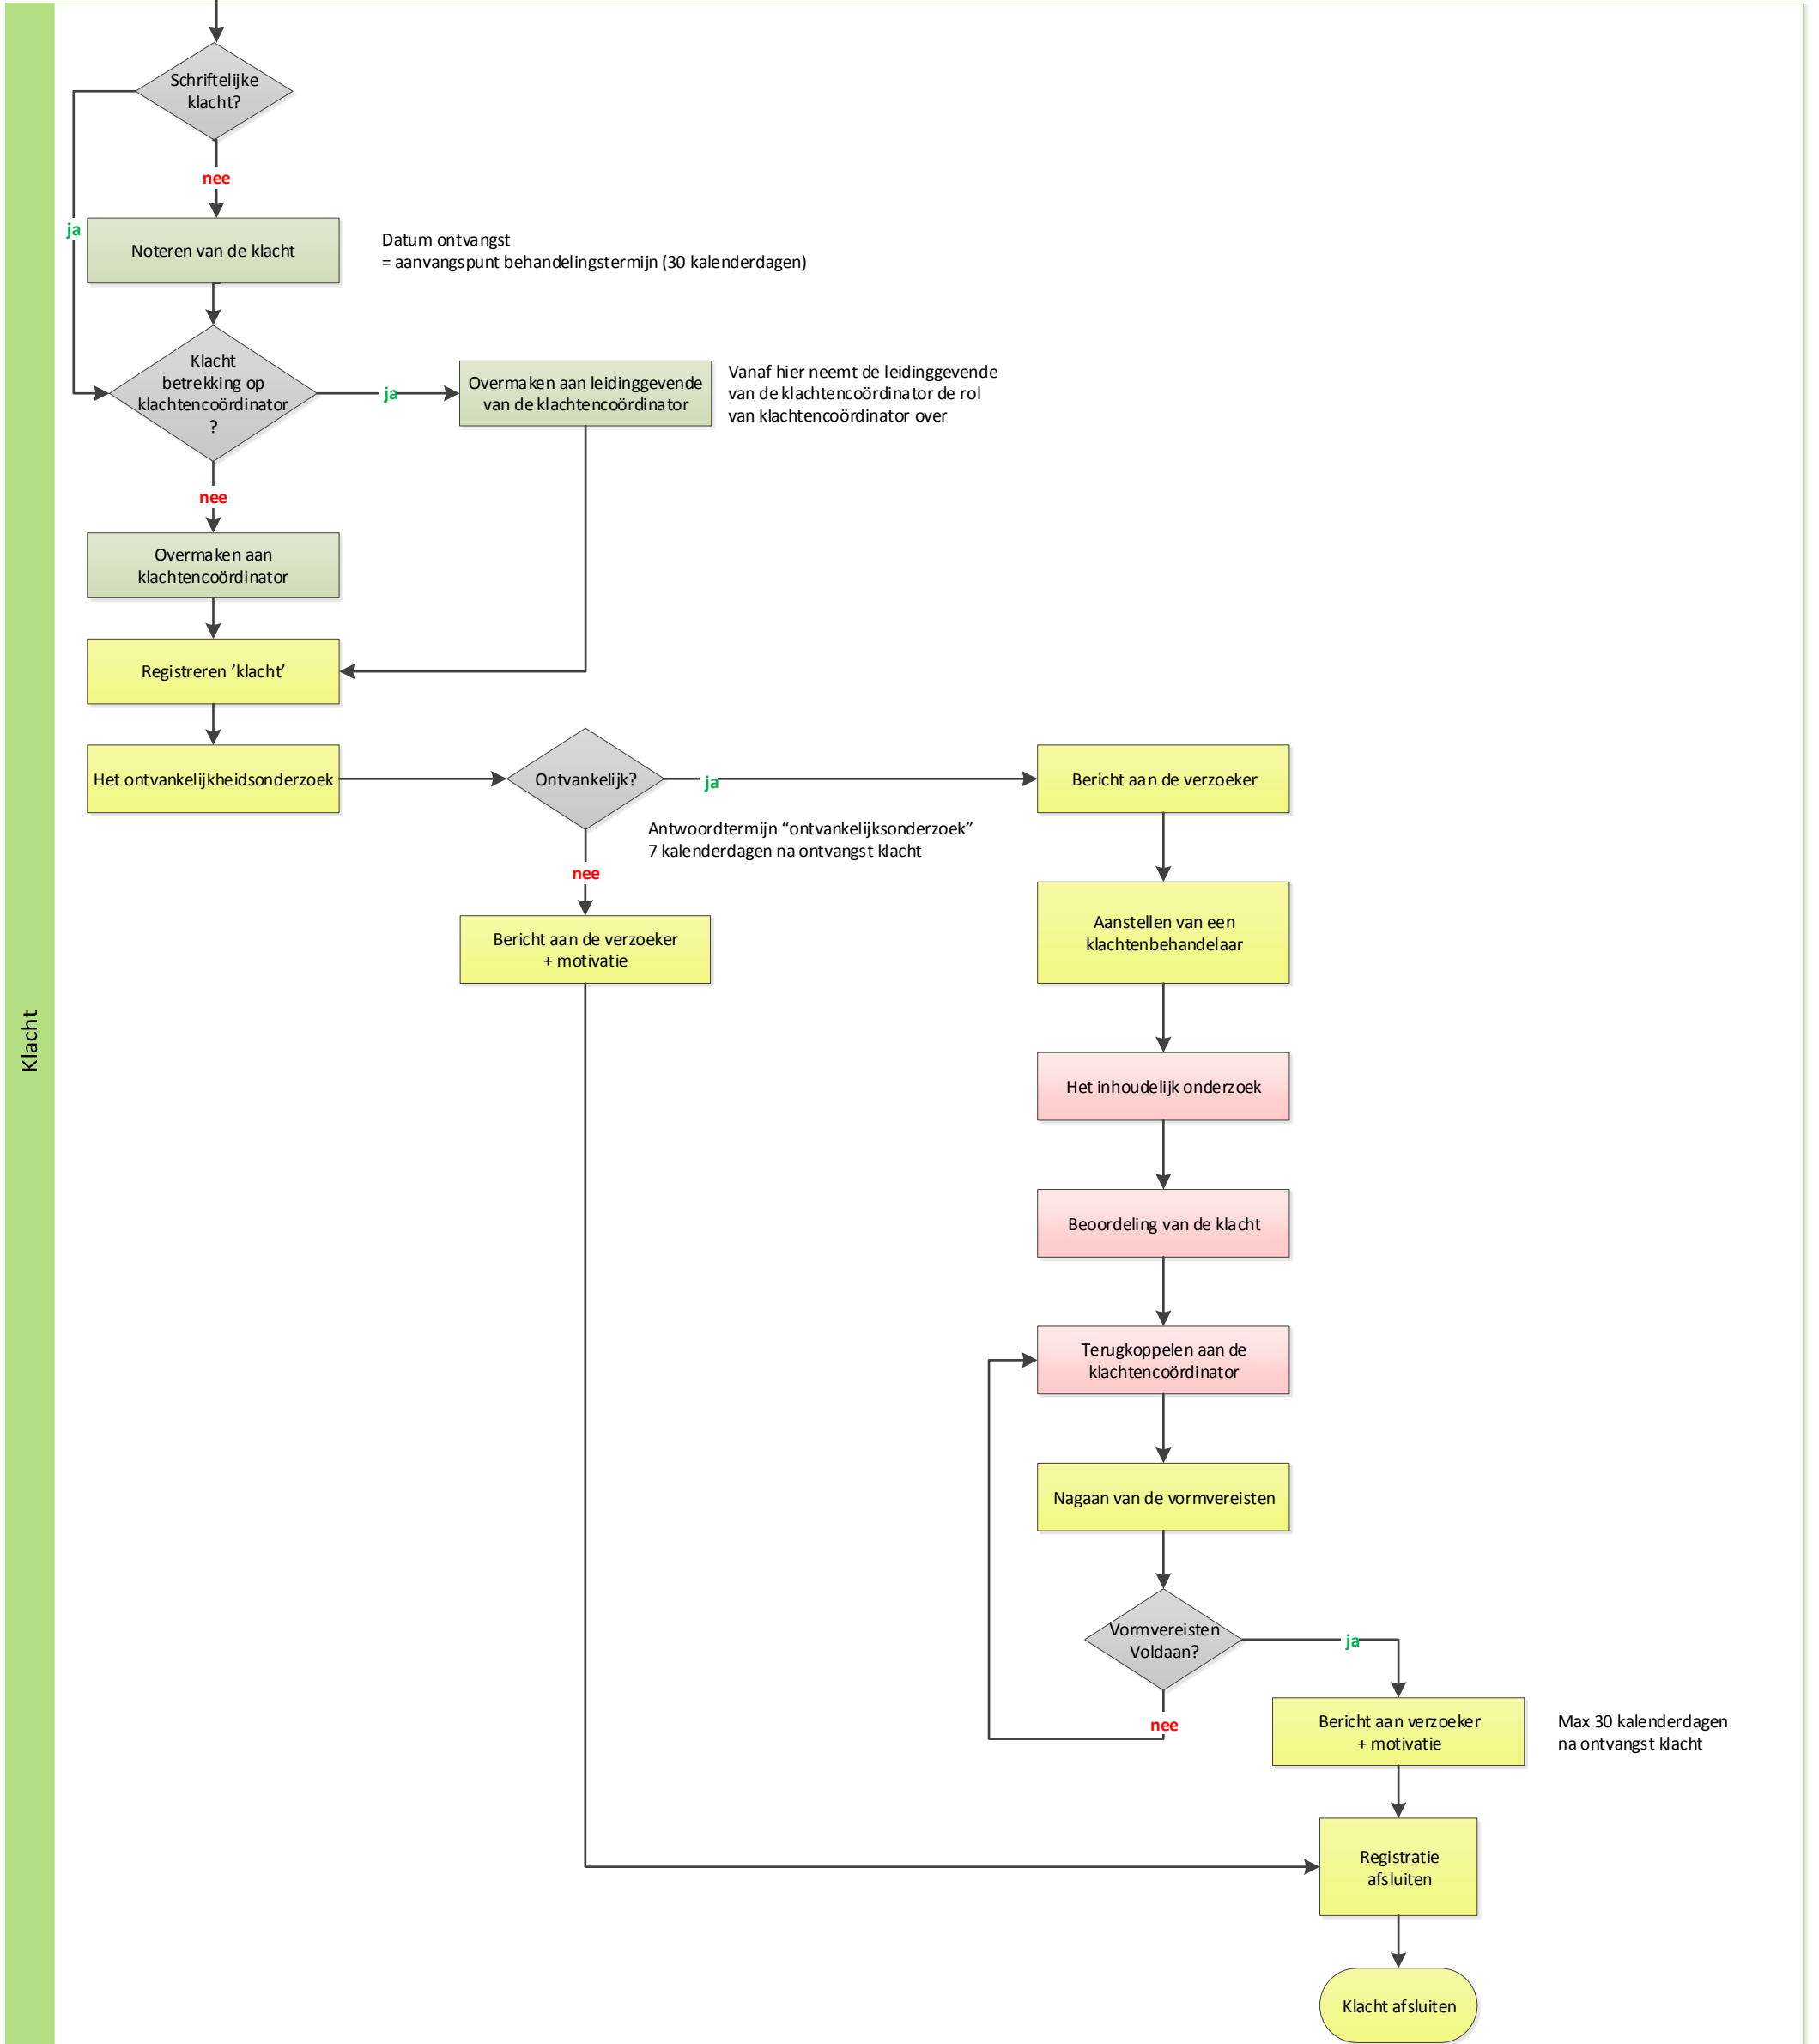 Klacht
Schriftelijke
klacht?
nee
ja
Noteren van de klacht
Datum ontvangst
= aanvangspunt behandelingstermijn (30 kalenderdagen)
Klacht
betrekking op
klachtencoördinator
?
ja
Overmaken aan leidinggevende
van de klachtencoördinator
Vanaf hier neemt de leidinggevende
van de klachtencoördinator de rol
van klachtencoördinator over
nee
Overmaken aan
klachtencoördinator
Registreren ’klacht’
Het ontvankelijkheidsonderzoek
Ontvankelijk?
ja
Bericht aan de verzoeker
Antwoordtermijn “ontvankelijksonderzoek”
7 kalenderdagen na ontvangst klacht
nee
Bericht aan de verzoeker
+ motivatie
Aanstellen van een
klachtenbehandelaar
Het inhoudelijk onderzoek
Beoordeling van de klacht
Terugkoppelen aan de
klachtencoördinator
Nagaan van de vormvereisten
Vormvereisten
Voldaan?
ja
nee
Bericht aan verzoeker
+ motivatie
Max 30 kalenderdagen
na ontvangst klacht
Registratie
afsluiten
Klacht afsluiten